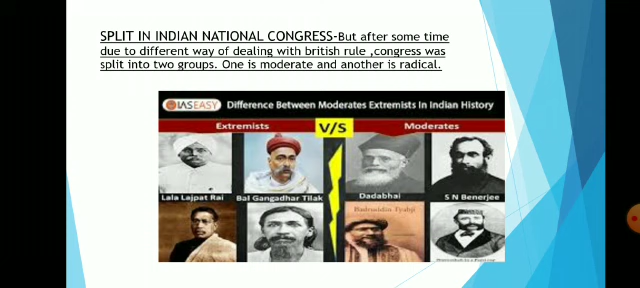 SPLIT IN INDIAN NATIONAL CONGRESS-But after some time
due to different way of dealing with british rule ,congress was
split into two groups. One is moderate and another is radical.
IASEASY Difference Between Moderates Extremists In Indian History
Extremists V/S Moderates
Lala Lajpat Rai Bal Gangadhar Tilak Dadabhai S N Benerjee
Badruddin Tyabji